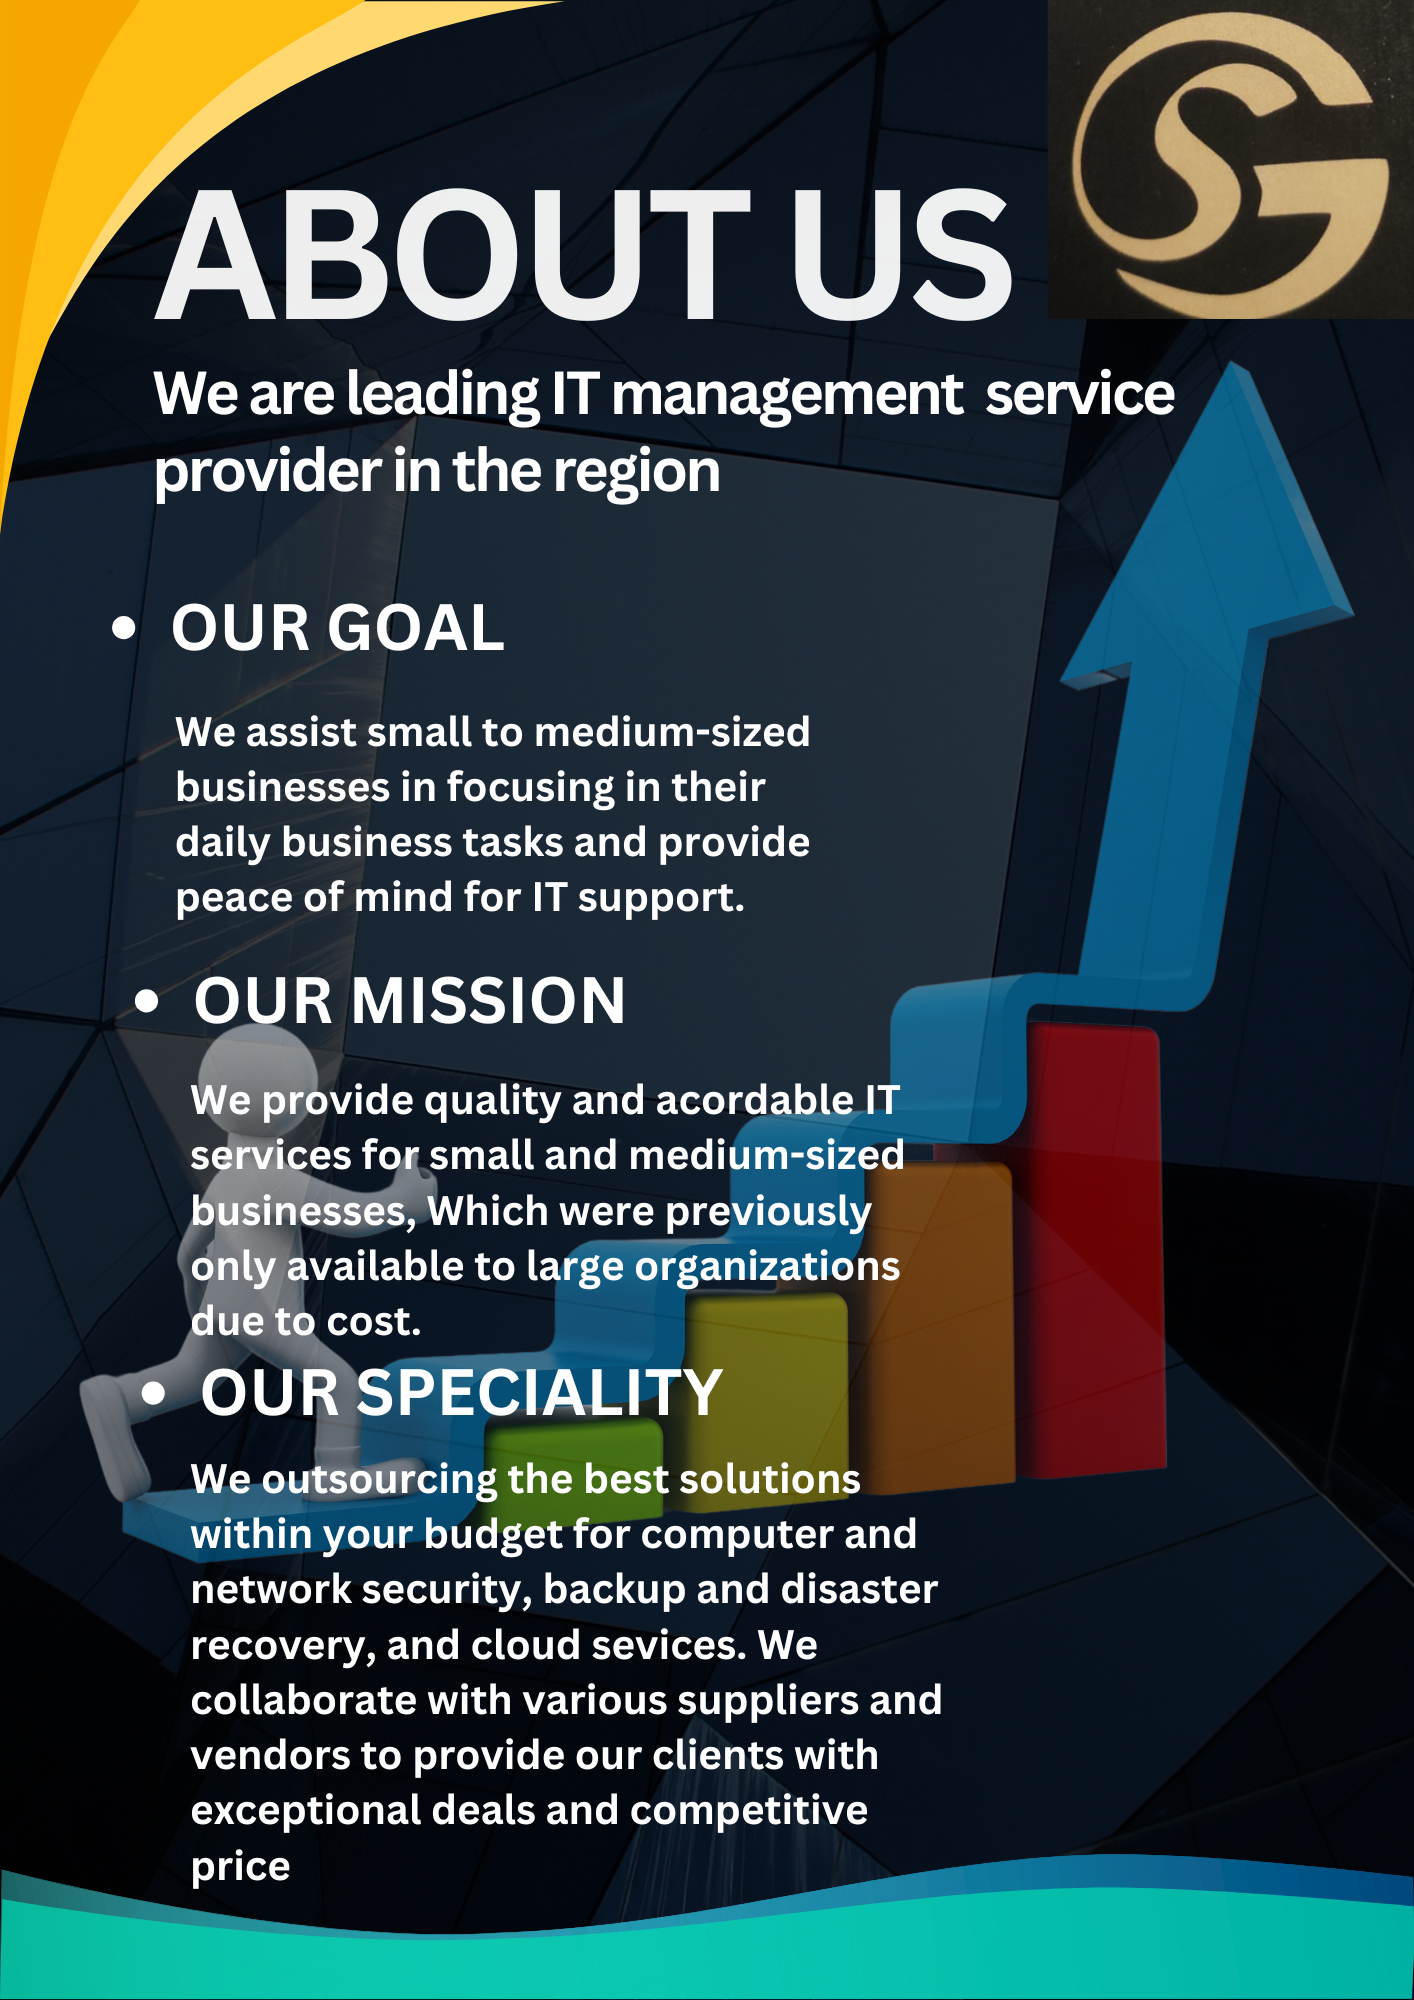 SG
ABOUT US
We are leading IT management  service
provider in the region
• OUR GOAL
We assist small to medium-sized
businesses in focusing in their
daily business tasks and provide
peace of mind for IT support.
• OUR MISSION
We provide quality and acordable IT
services for small and medium-sized
businesses, Which were previously
only available to large organizations
due to cost.
• OUR SPECIALITY
We outsourcing the best solutions
within your budget for computer and
network security, backup and disaster
recovery, and cloud sevices. We
collaborate with various suppliers and
vendors to provide our clients with
exceptional deals and competitive
price